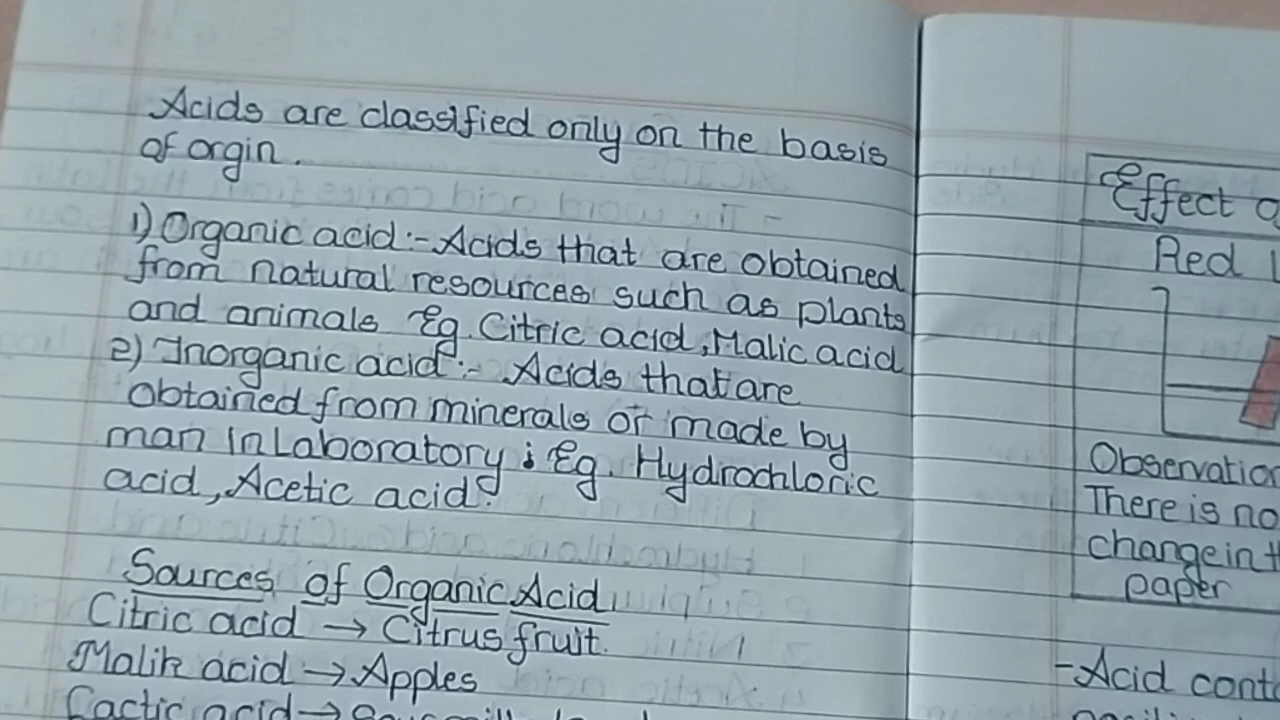 Acids are classified only on the basis
of orgin.
1) Organic acid:- Acids that are obtained
from natural resources such as plants
and animals Eg. Citric acid, Malic acid
2) Inorganic acid:- Acids that are
obtained from minerals or made by
man in Laboratory; Eg. Hydrochloric
acid, Acetic acid?
Sources of Organic Acid
Citric acid → Citrus fruit.
Malik acid → Apples
Lactic acid →
Effect
Red
Observation
There is no
change in
paper
-Acid